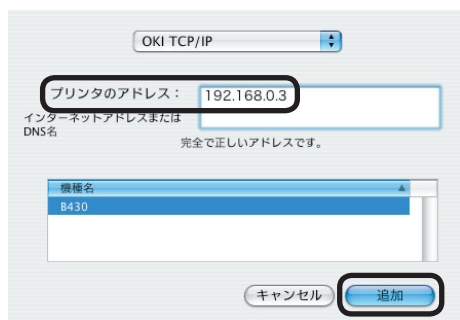 OKI TCP/IP
プリンタのアドレス： 192.168.0.3
インターネットアドレスまたは
DNS名
完全で正しいアドレスです。
機種名
B430
キャンセル 追加